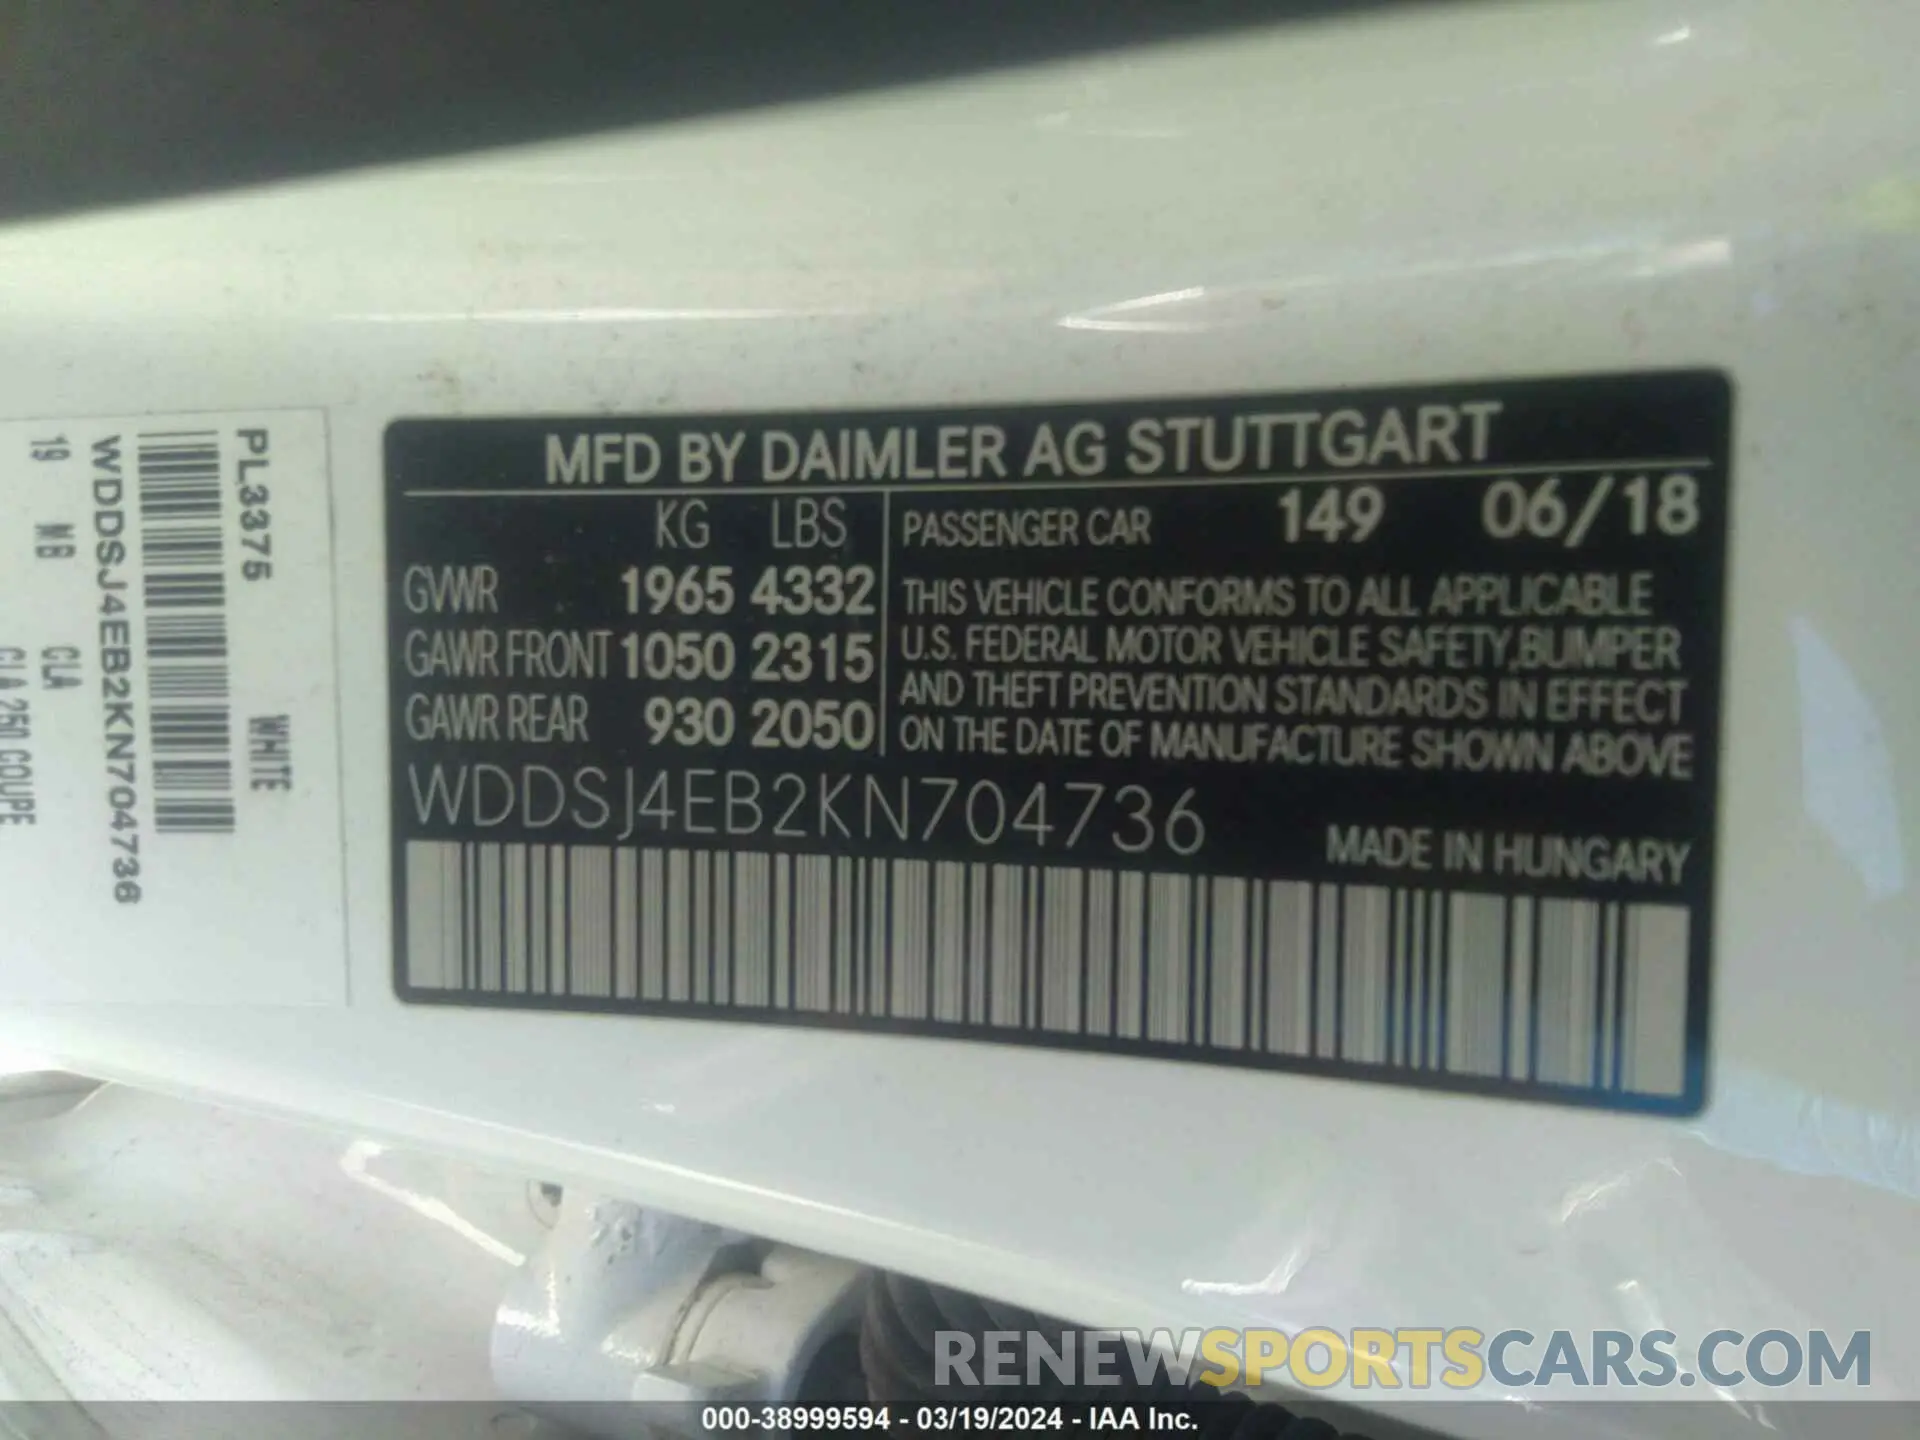 PL3375 WHITE
WDDSJ4EB2KN704736
19 MB CLA
CLA 250 COUPE
MFD BY DAIMLER AG STUTTGART
KG LBS
GVWR 1965 4332
GAWR FRONT 1050 2315
GAWR REAR 930 2050
PASSENGER CAR 149 06/18
THIS VEHICLE CONFORMS TO ALL APPLICABLE
U.S. FEDERAL MOTOR VEHICLE SAFETY,BUMPER
AND THEFT PREVENTION STANDARDS IN EFFECT
ON THE DATE OF MANUFACTURE SHOWN ABOVE
WDDSJ4EB2KN704736
MADE IN HUNGARY
RENEWSPORTSCARS.COM
000-38999594 - 03/19/2024 - IAA Inc.